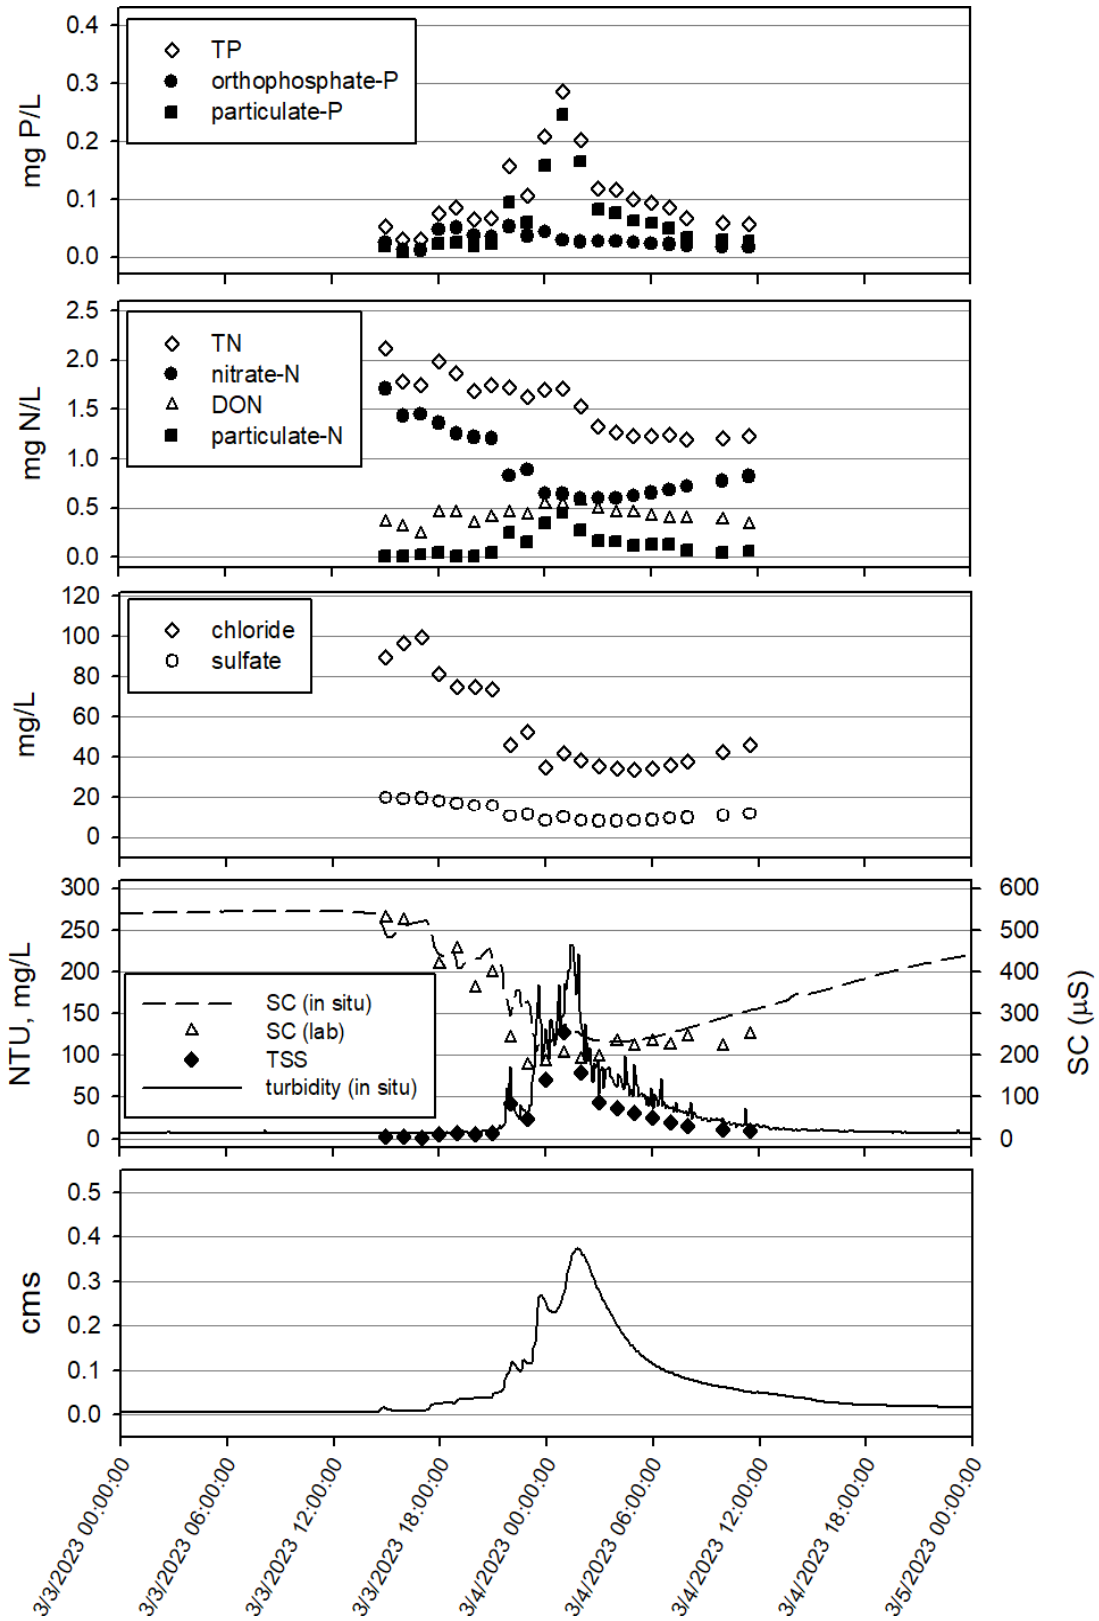 0.4
0.3
0.2
0.1
0.0
mg P/L
TP
orthophosphate-P
particulate-P
2.5
2.0
1.5
1.0
0.5
0.0
mg N/L
TN
nitrate-N
DON
particulate-N
120
100
80
60
40
20
0
mg/L
chloride
sulfate
300
250
200
150
100
50
0
NTU, mg/L
SC (in situ)
SC (lab)
TSS
turbidity (in situ)
600
500
400
300
200
100
0
SC (µS)
0.5
0.4
0.3
0.2
0.1
0.0
cms
3/3/2023 00:00:00
3/3/2023 06:00:00
3/3/2023 12:00:00
3/3/2023 18:00:00
3/4/2023 00:00:00
3/4/2023 06:00:00
3/4/2023 12:00:00
3/4/2023 18:00:00
3/5/2023 00:00:00